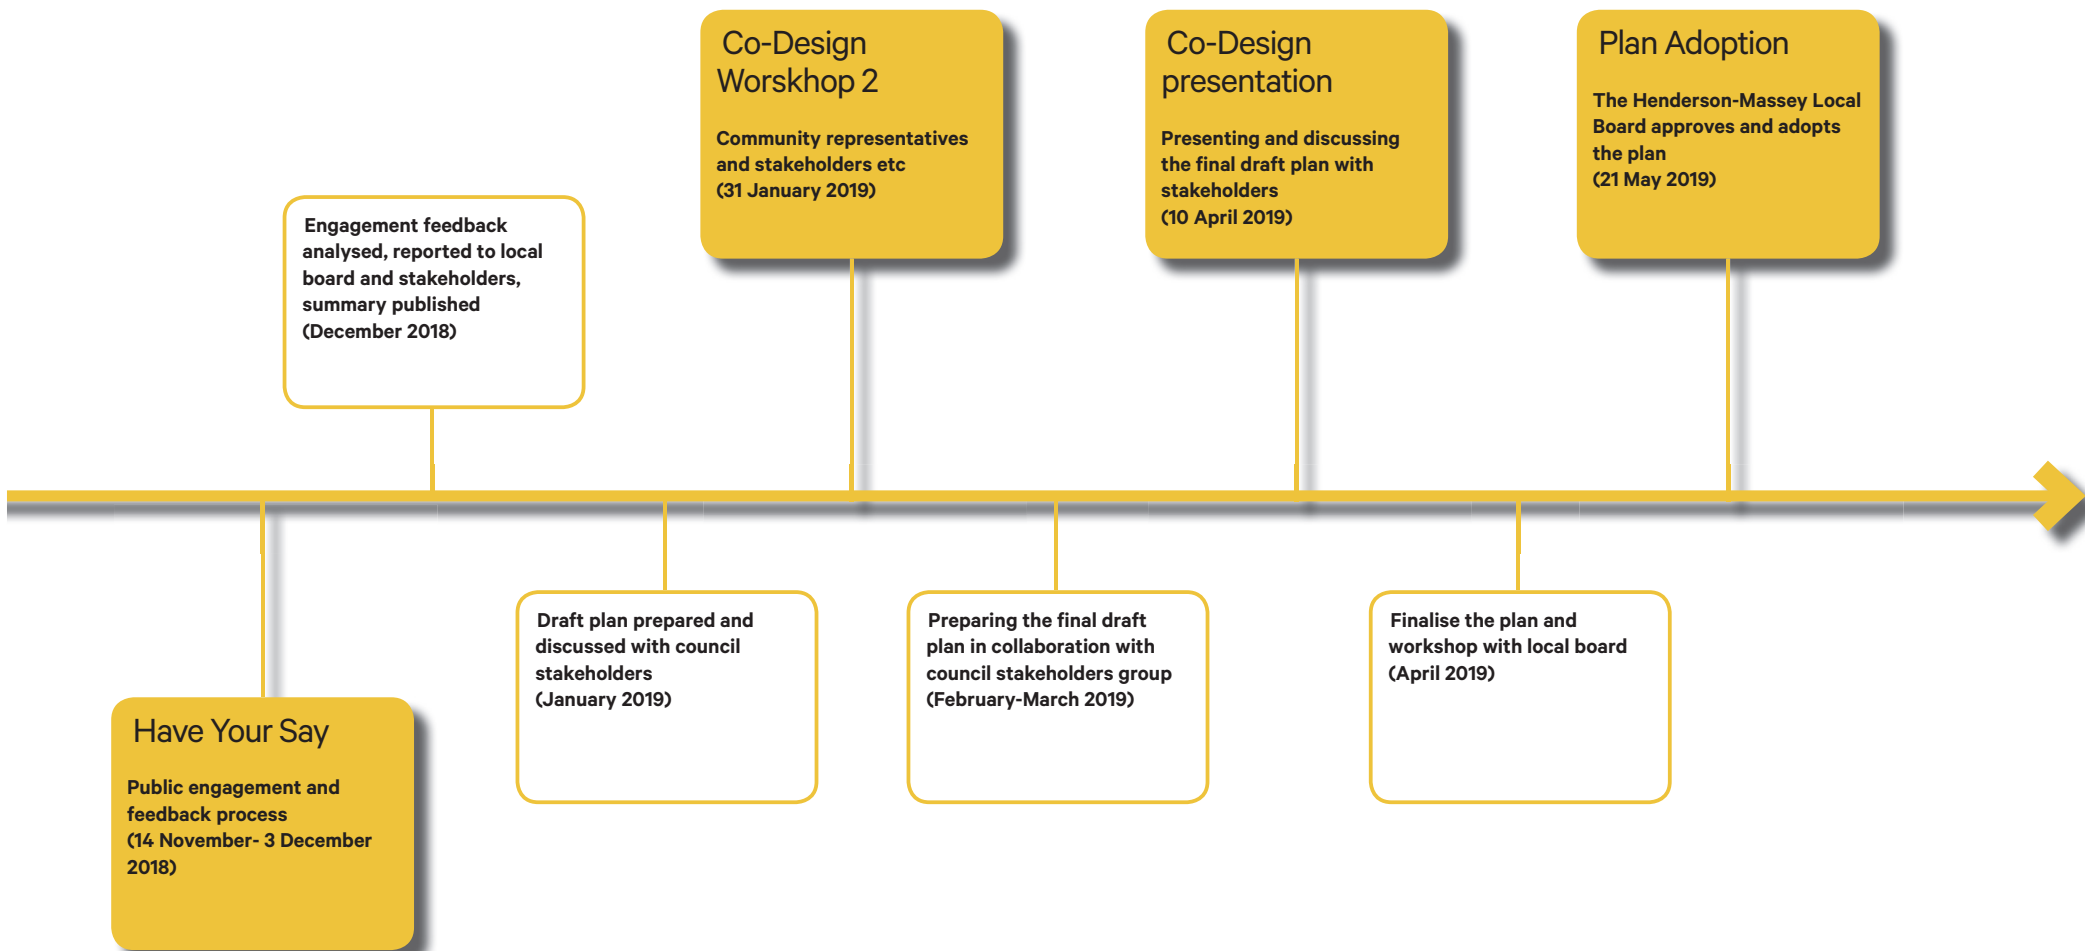 Have Your Say
Public engagement and
feedback process
(14 November- 3 December
2018)
Engagement feedback
analysed, reported to local
board and stakeholders,
summary published
(December 2018)
Draft plan prepared and
discussed with council
stakeholders
(January 2019)
Co-Design
Worskhop 2
Community representatives
and stakeholders etc
(31 January 2019)
Preparing the final draft
plan in collaboration with
council stakeholders group
(February-March 2019)
Co-Design
presentation
Presenting and discussing
the final draft plan with
stakeholders
(10 April 2019)
Finalise the plan and
workshop with local board
(April 2019)
Plan Adoption
The Henderson-Massey Local
Board approves and adopts
the plan
(21 May 2019)